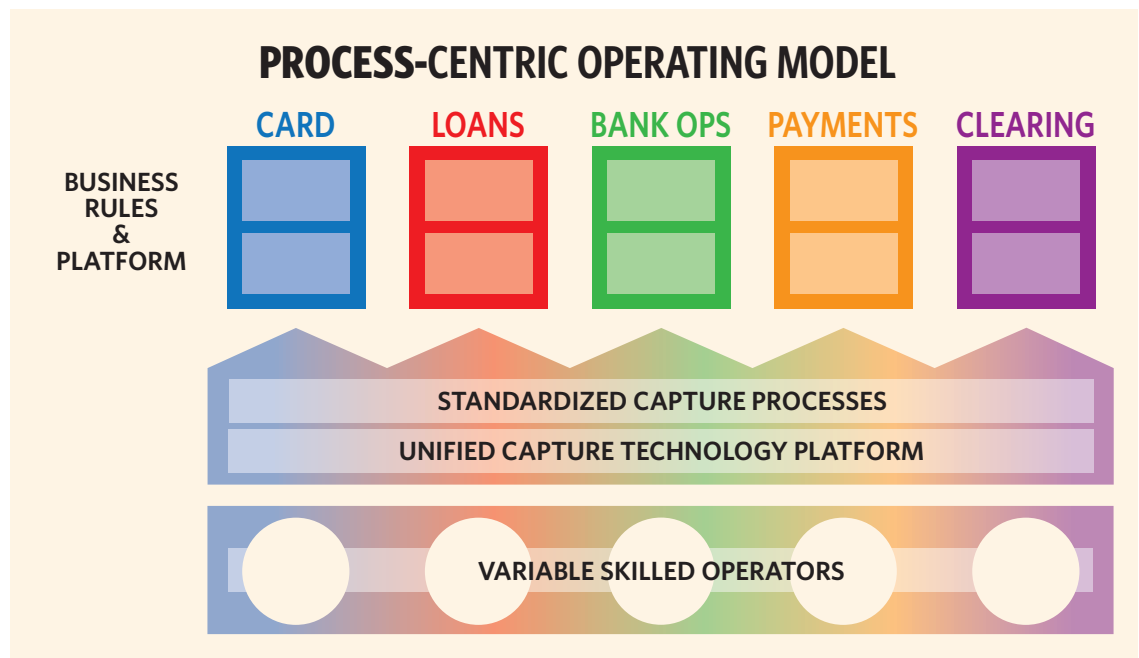 PROCESS-CENTRIC OPERATING MODEL
CARD
LOANS
BANK OPS
PAYMENTS
CLEARING
BUSINESS
RULES
&
PLATFORM
STANDARDIZED CAPTURE PROCESSES
UNIFIED CAPTURE TECHNOLOGY PLATFORM
VARIABLE SKILLED OPERATORS